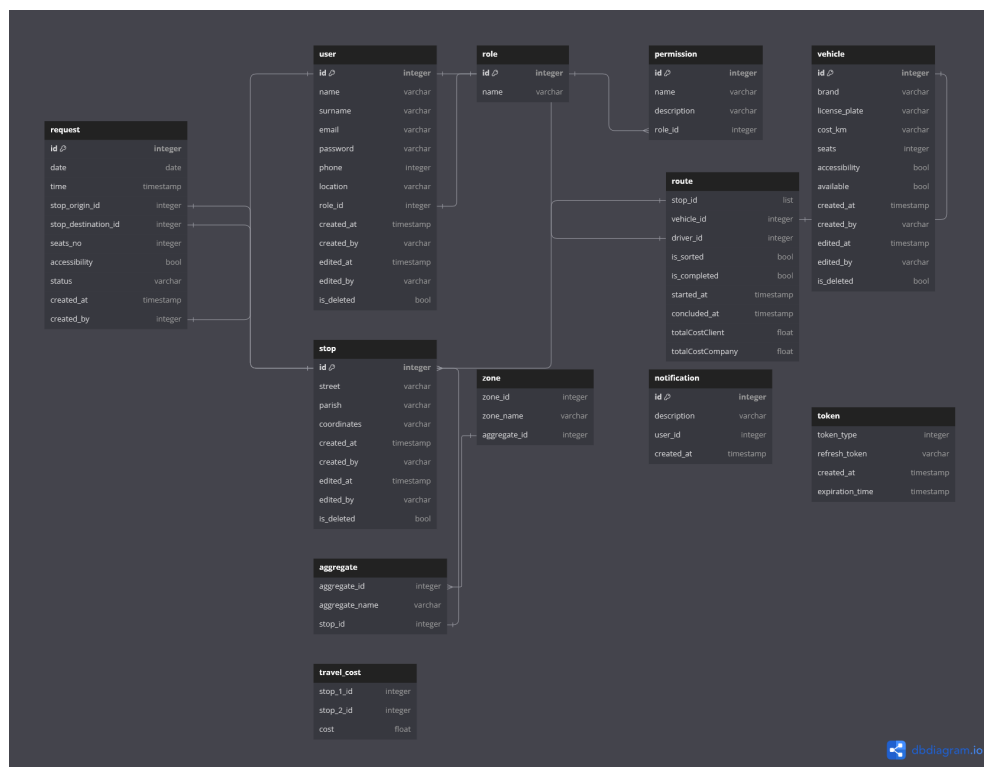 user
id integer
name varchar
surname varchar
email varchar
password varchar
phone integer
location varchar
role_id integer
created_at timestamp
created_by varchar
edited_at timestamp
edited_by varchar
is_deleted bool
role
id integer
name varchar
permission
id integer
name varchar
description varchar
role_id integer
vehicle
id integer
brand varchar
license_plate varchar
cost_km varchar
seats integer
accessibility bool
available bool
created_at timestamp
created_by varchar
edited_at timestamp
edited_by varchar
is_deleted bool
request
id integer
date date
time timestamp
stop_origin_id integer
stop_destination_id integer
seats_no integer
accessibility bool
status varchar
created_at timestamp
created_by integer
route
stop_id list
vehicle_id integer
driver_id integer
is_sorted bool
is_completed bool
started_at timestamp
concluded_at timestamp
totalCostClient float
totalCostCompany float
stop
id integer
street varchar
parish varchar
coordinates varchar
created_at timestamp
created_by varchar
edited_at timestamp
edited_by varchar
is_deleted bool
zone
zone_id integer
zone_name varchar
aggregate_id integer
notification
id integer
description varchar
user_id integer
created_at timestamp
token
token_type integer
refresh_token varchar
created_at timestamp
expiration_time timestamp
aggregate
aggregate_id integer
aggregate_name varchar
stop_id integer
travel_cost
stop_1_id integer
stop_2_id integer
cost float
dbdiagram.io